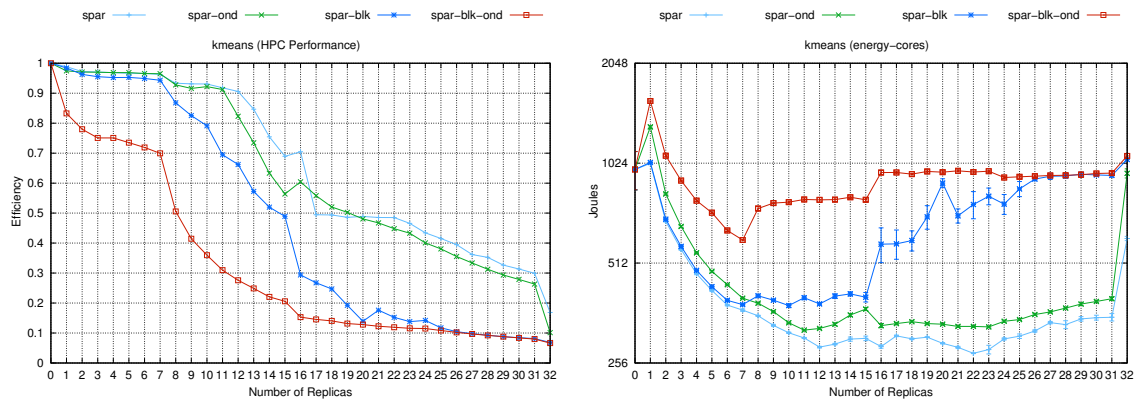 spar spar-ond spar-blk spar-blk-ond
kmeans (HPC Performance)
1
0.9
0.8
0.7
0.6
0.5
0.4
0.3
0.2
0.1
0
Efficiency
0 1 2 3 4 5 6 7 8 9 10 11 12 13 14 15 16 17 18 19 20 21 22 23 24 25 26 27 28 29 30 31 32
Number of Replicas
spar spar-ond spar-blk spar-blk-ond
kmeans (energy-cores)
2048
1024
512
256
Joules
0 1 2 3 4 5 6 7 8 9 10 11 12 13 14 15 16 17 18 19 20 21 22 23 24 25 26 27 28 29 30 31 32
Number of Replicas